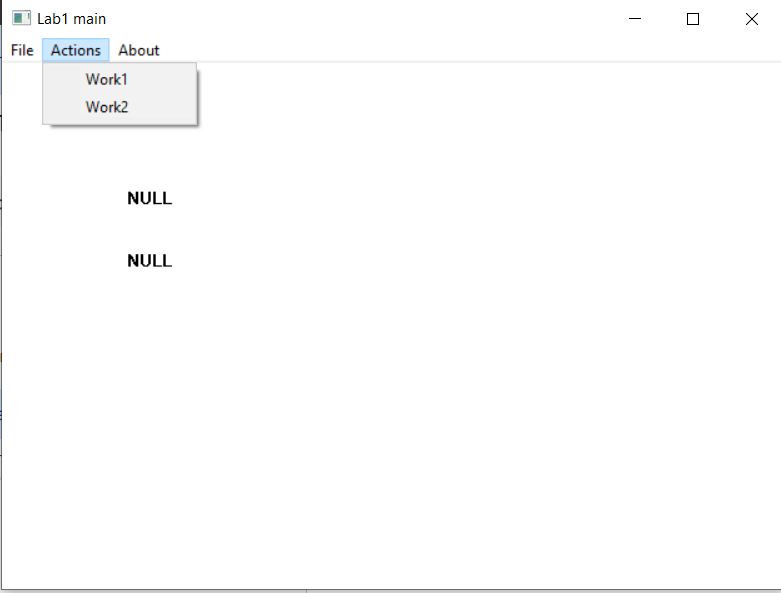 Lab1 main
File Actions About
Work1
Work2
NULL
NULL